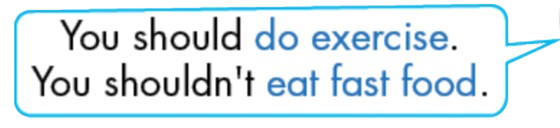 You should do exercise.
You shouldn't eat fast food.